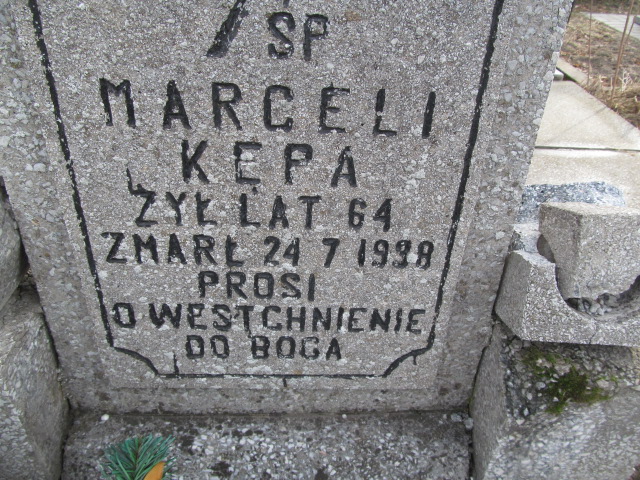 ŚP
MARCELI
KĘPA
ŻYŁ LAT 64
ZMARŁ 24 7 1938
PROSI
O WESTCHNIENIE
DO BOGA